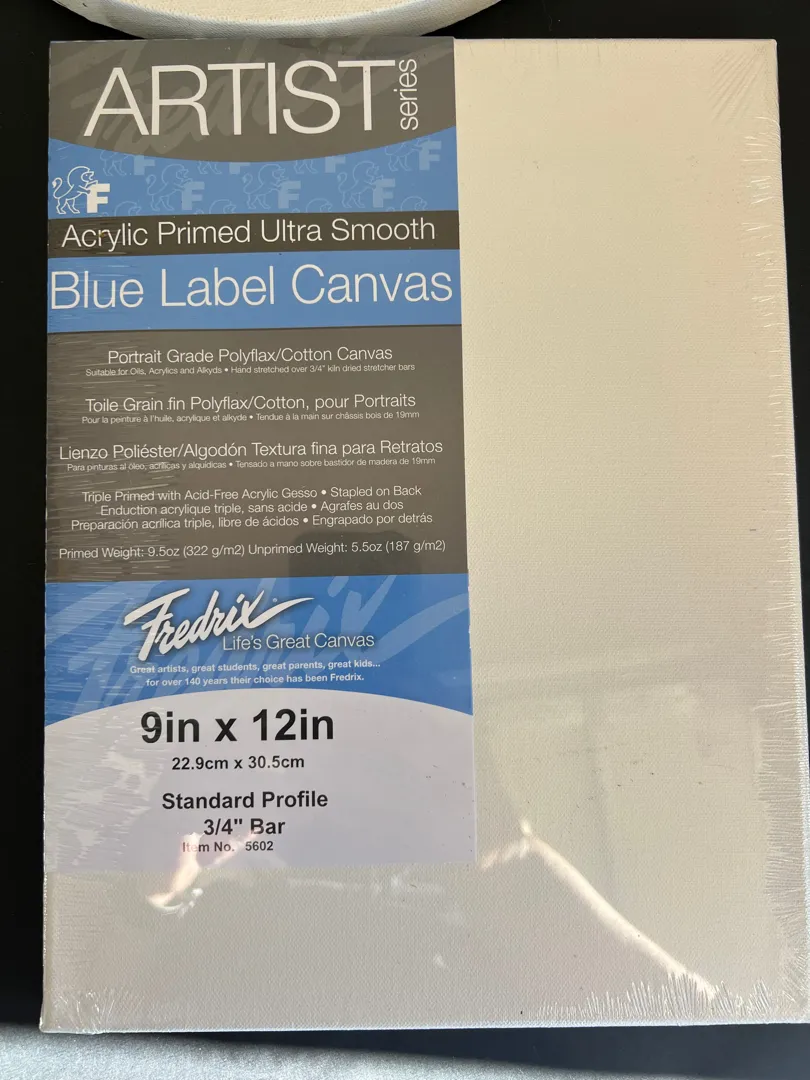 ARTIST series
F
Acrylic Primed Ultra Smooth
Blue Label Canvas
Portrait Grade Polyflax/Cotton Canvas
Suitable for Oils, Acrylics and Alkyds • Hand stretched over 3/4" kiln dried stretcher bars
Toile Grain fin Polyflax/Cotton, pour Portraits
Pour la peinture à l'huile, acrylique et alkyde • Tendue à la main sur châssis bois de 19mm
Lienzo Poliéster/Algodón Textura fina para Retratos
Para pinturas al óleo, acrílicas y alquídicas • Tensado a mano sobre bastidor de madera de 19mm
Triple Primed with Acid-Free Acrylic Gesso • Stapled on Back
Enduction acrylique triple, sans acide • Agrafes au dos
Preparación acrílica triple, libre de ácidos • Engrapado por detrás
Primed Weight: 9.5oz (322 g/m2) Unprimed Weight: 5.5oz (187 g/m2)
Fredrix
Life's Great Canvas
Great artists, great students, great parents, great kids...
for over 140 years their choice has been Fredrix.
9in x 12in
22.9cm x 30.5cm
Standard Profile
3/4" Bar
Item No. 5602